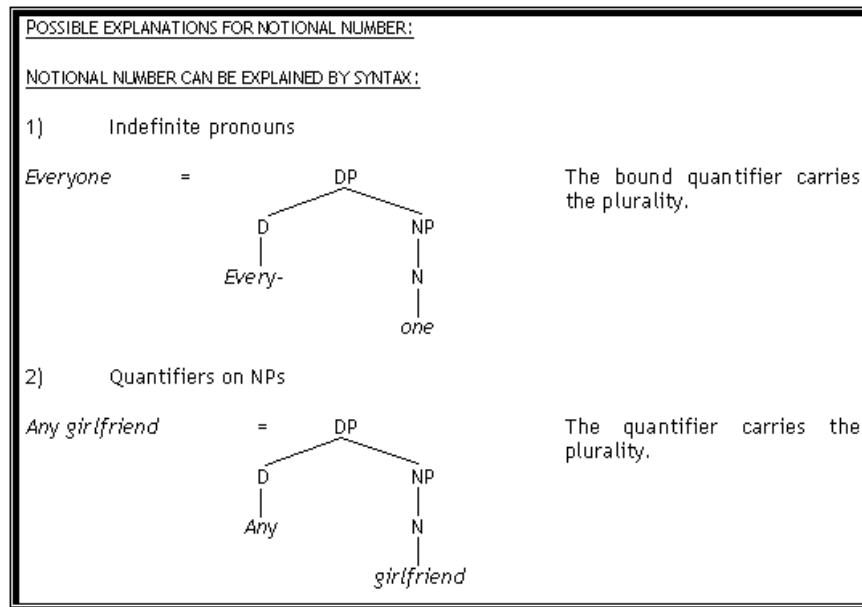 POSSIBLE EXPLANATIONS FOR NOTIONAL NUMBER:
NOTIONAL NUMBER CAN BE EXPLAINED BY SYNTAX:
1) Indefinite pronouns
Everyone = DP The bound quantifier carries
the plurality.
D NP
Every- N
one
2) Quantifiers on NPs
Any girlfriend = DP The quantifier carries the
plurality.
D NP
Any N
girlfriend